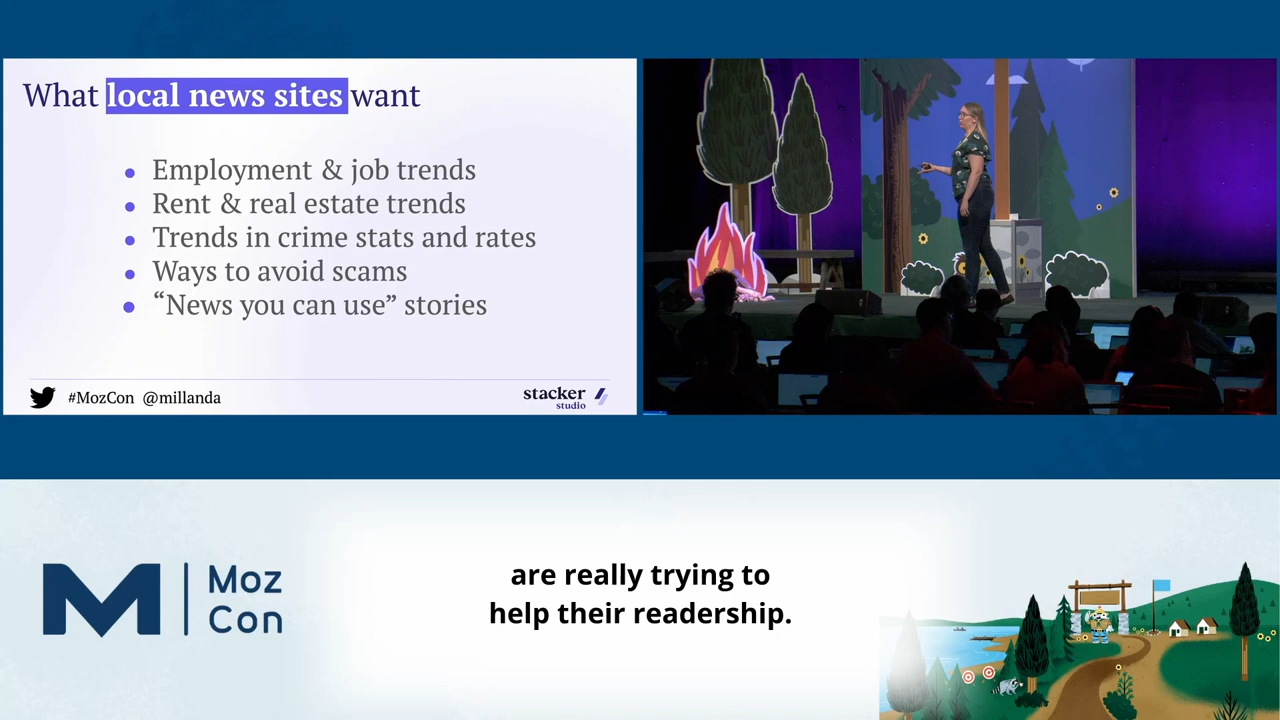 What local news sites want
• Employment & job trends
• Rent & real estate trends
• Trends in crime stats and rates
• Ways to avoid scams
• “News you can use” stories
#MozCon @millanda
stacker
studio
are really trying to
help their readership.
M | Moz
Con